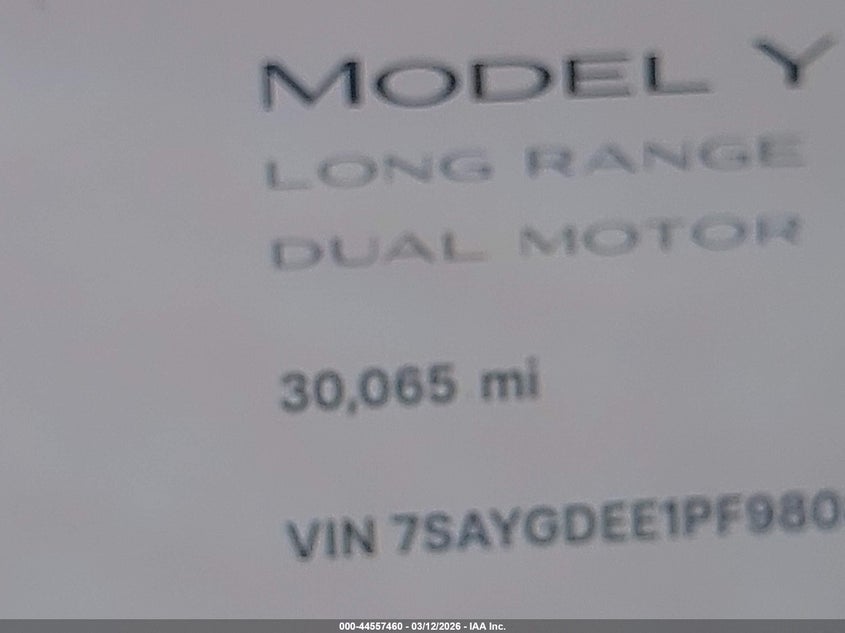 MODEL Y
LONG RANGE
DUAL MOTOR
30,065 mi
VIN 7SAYGDEE1PF980
000-44557460 - 03/12/2026 - IAA Inc.